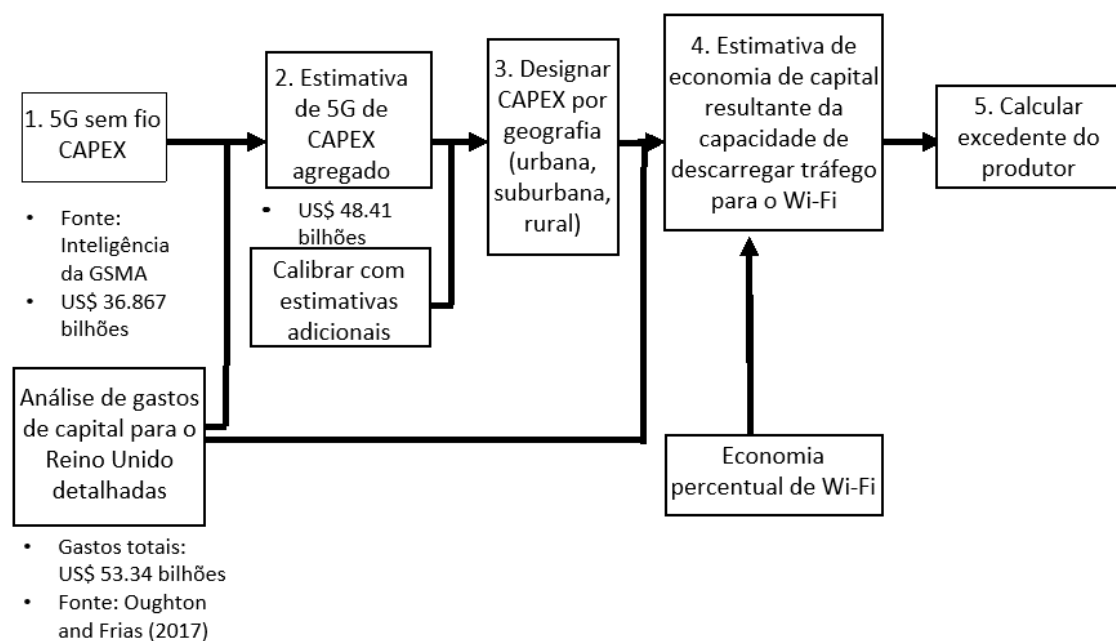 1. 5G sem fio
CAPEX
• Fonte:
Inteligência
da GSMA
• US$ 36.867
bilhões
2. Estimativa
de 5G de
CAPEX
agregado
• US$ 48.41
bilhões
Calibrar com
estimativas
adicionais
3. Designar
CAPEX por
geografia
(urbana,
suburbana,
rural)
4. Estimativa de
economia de capital
resultante da
capacidade de
descarregar tráfego
para o Wi-Fi
5. Calcular
excedente do
produtor
Análise de gastos
de capital para o
Reino Unido
detalhadas
• Gastos totais:
US$ 53.34 bilhões
• Fonte: Oughton
and Frias (2017)
Economia
percentual de Wi-Fi